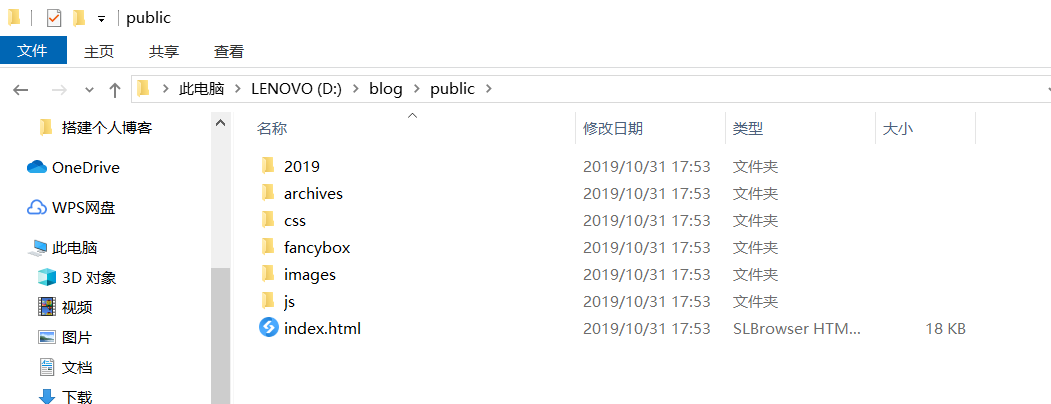 public
文件 主页 共享 查看
此电脑 LENOVO (D:) blog public
搭建个人博客
OneDrive
WPS网盘
此电脑
3D 对象
视频
图片
文档
下载
名称 修改日期 类型 大小
2019 2019/10/31 17:53 文件夹
archives 2019/10/31 17:53 文件夹
css 2019/10/31 17:53 文件夹
fancybox 2019/10/31 17:53 文件夹
images 2019/10/31 17:53 文件夹
js 2019/10/31 17:53 文件夹
index.html 2019/10/31 17:53 SLBrowser HTM... 18 KB